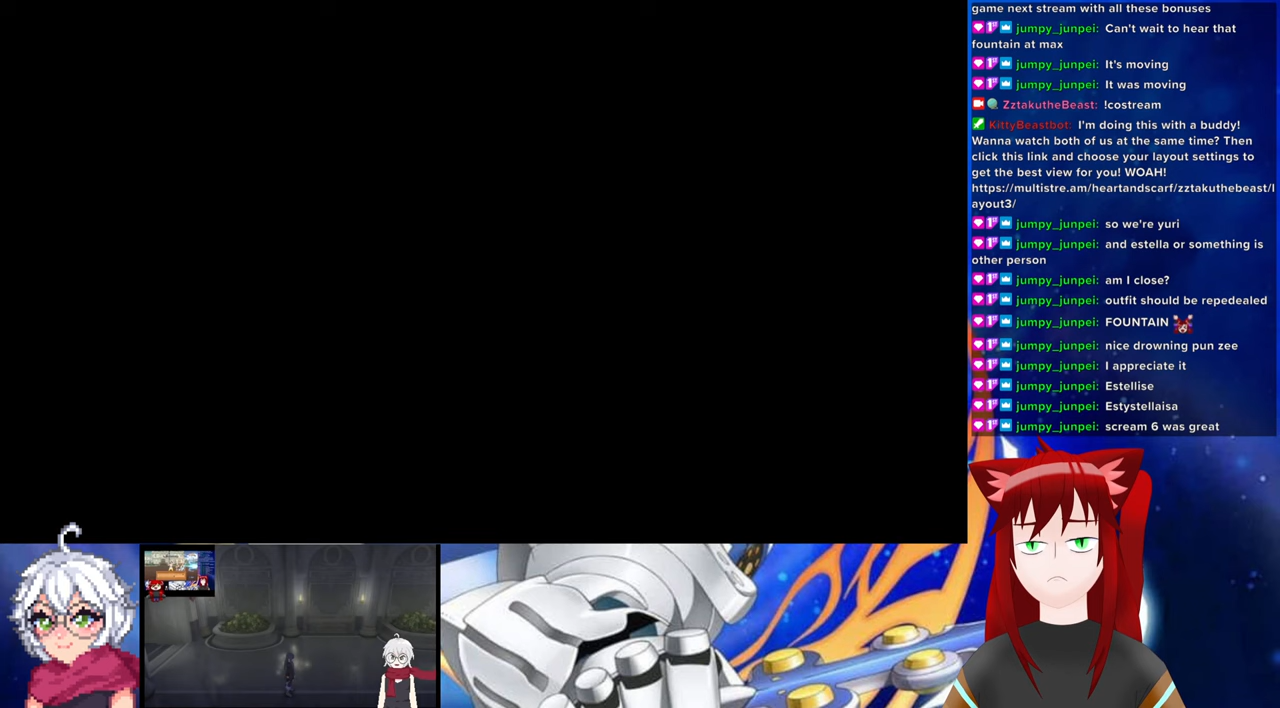 game next stream with all these bonuses
jumpy_junpei: Can't wait to hear that
fountain at max
jumpy_junpei: It's moving
jumpy_junpei: It was moving
ZztakutheBeast: !costream
KittyBeastbot: I'm doing this with a buddy!
Wanna watch both of us at the same time? Then
click this link and choose your layout settings to
get the best view for you! WOAH!
https://multistre.am/heartandscarf/zztakuthebeast/l
ayout3/
jumpy_junpei: so we're yuri
jumpy_junpei: and estella or something is
other person
jumpy_junpei: am I close?
jumpy_junpei: outfit should be repedealed
jumpy_junpei: FOUNTAIN
jumpy_junpei: nice drowning pun zee
jumpy_junpei: I appreciate it
jumpy_junpei: Estellise
jumpy_junpei: Estystellaisa
jumpy_junpei: scream 6 was great